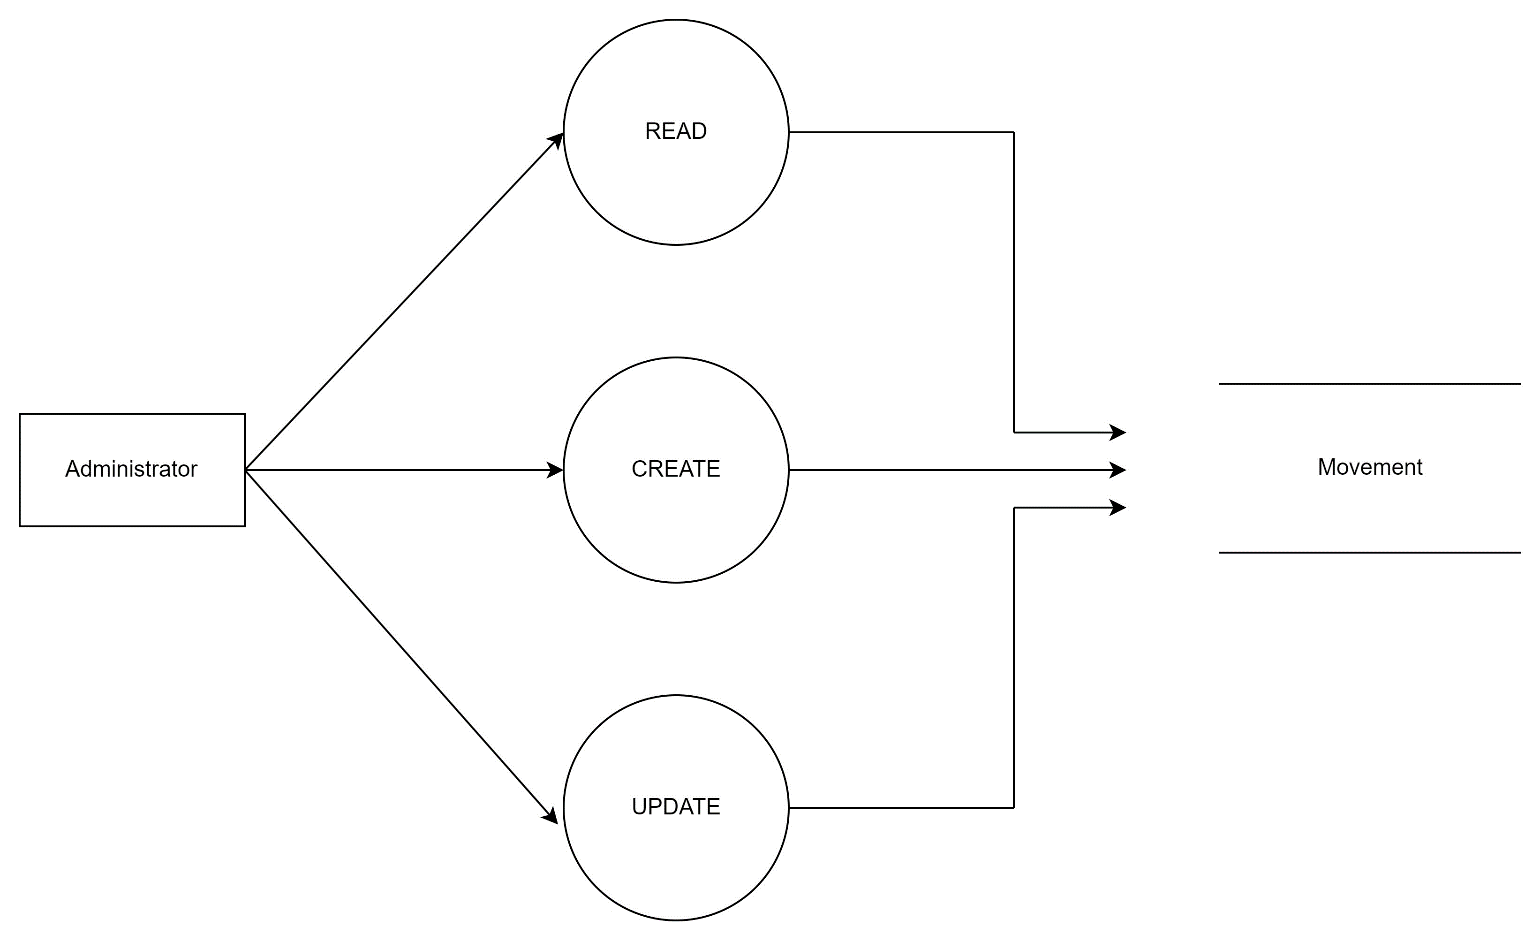 READ
Administrator
CREATE
Movement
UPDATE